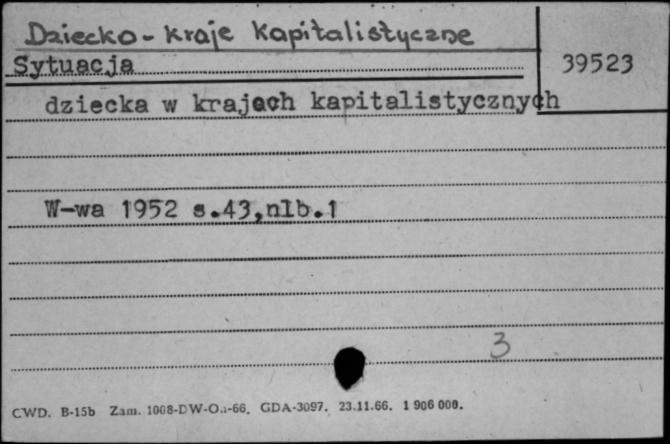 Dziecko - kraje kapitalistyczne
Sytuacja
39523
dziecka w krajach kapitalistycznych
W-wa 1952 s.43,nlb.1
3
CWD. B-15b Zam. 1008-DW-O.-66. GDA-3097. 23.11.66. 1 906 000.